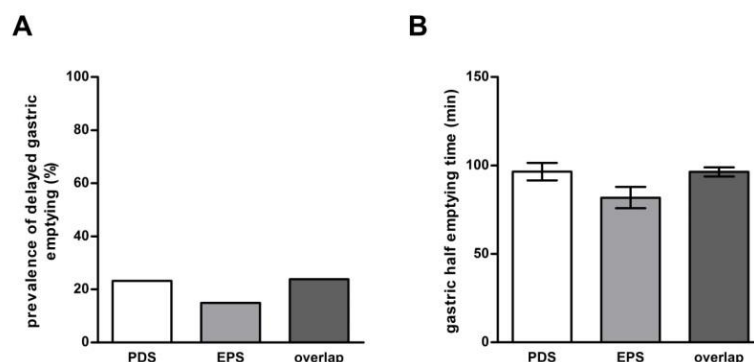 A
prevalence of delayed gastric
emptying (%)
100
80
60
40
20
0
PDS EPS overlap
B
gastric half emptying time (min)
150
100
50
0
PDS EPS overlap